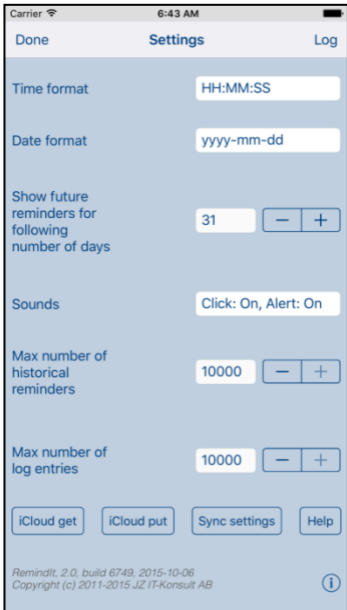 Carrier 6:43 AM
Done Settings Log
Time format HH:MM:SS
Date format yyyy-mm-dd
Show future
reminders for
following
number of days
31 − +
Sounds Click: On, Alert: On
Max number of
historical
reminders
10000 − +
Max number of
log entries
10000 − +
iCloud get iCloud put Sync settings Help
RemindIt, 2.0, build 6749, 2015-10-06
Copyright (c) 2011-2015 JZ IT-Konsult AB